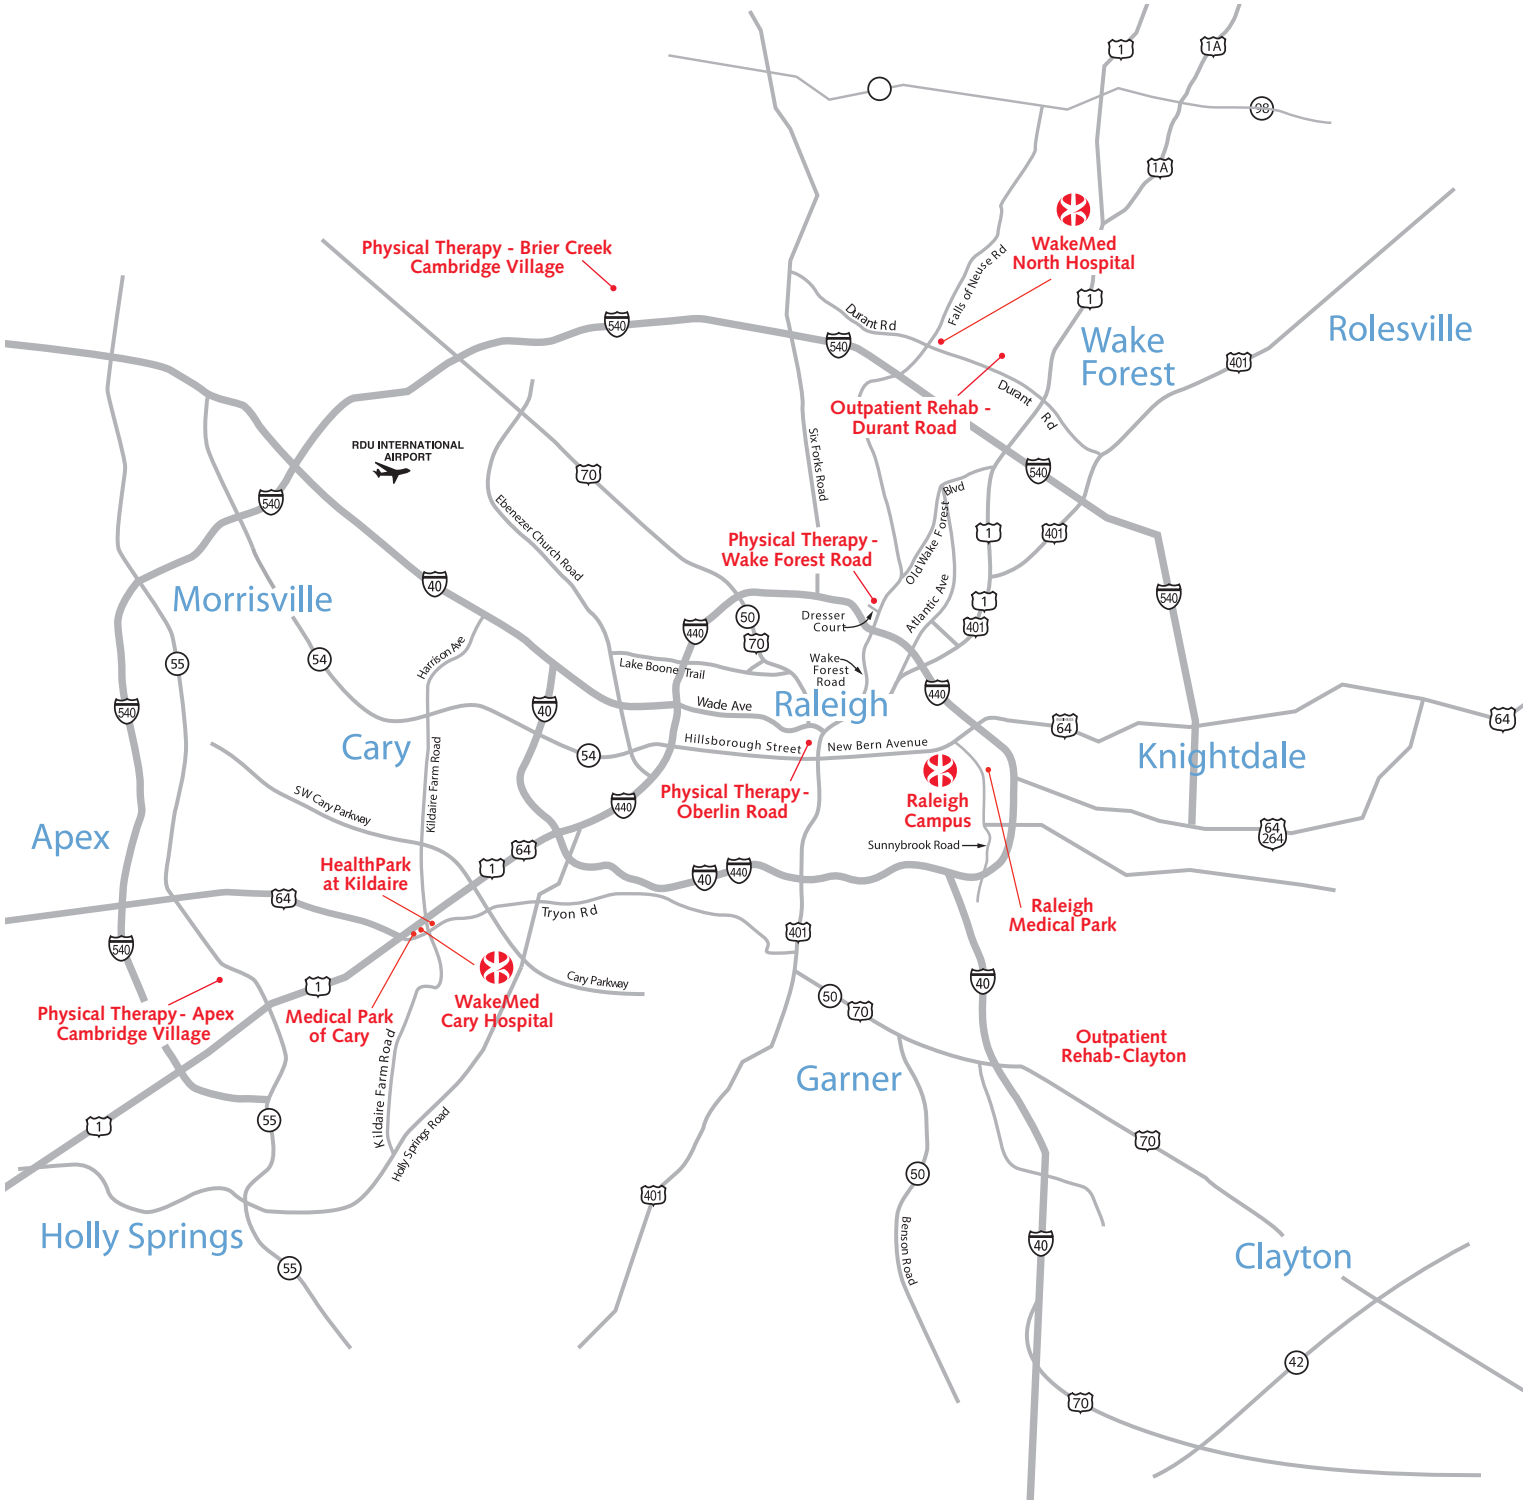 1
1A
98
1A
Physical Therapy - Brier Creek
Cambridge Village
WakeMed
North Hospital
Falls of Neuse Rd
1
Durant Rd
540
540
Wake
Forest
Rolesville
401
Durant Rd
Outpatient Rehab -
Durant Road
RDU INTERNATIONAL
AIRPORT
70
Six Forks Road
540
540
Blvd
Old Wake Forest
Ebenezer Church Road
1
401
Physical Therapy -
Wake Forest Road
40
Morrisville
Atlantic Ave
540
1
50
Dresser
Court
401
440
70
55
54
Harrison Ave
Lake Boone Trail
Wake
Forest
Road
440
540
40
Wade Ave
Raleigh
64
64
Cary
54
Hillsborough Street
New Bern Avenue
Knightdale
Kildaire Farm Road
SW Cary Parkway
Physical Therapy -
Oberlin Road
Raleigh
Campus
440
Apex
64
264
Sunnybrook Road
64
1
HealthPark
at Kildaire
40
440
64
Tryon Rd
Raleigh
Medical Park
401
540
Cary Parkway
40
1
50
70
Physical Therapy - Apex
Cambridge Village
Medical Park
of Cary
WakeMed
Cary Hospital
Outpatient
Rehab-Clayton
Garner
Kildaire Farm Road
1
55
Holly Springs Road
70
50
401
Holly Springs
Benson Road
40
Clayton
55
42
70